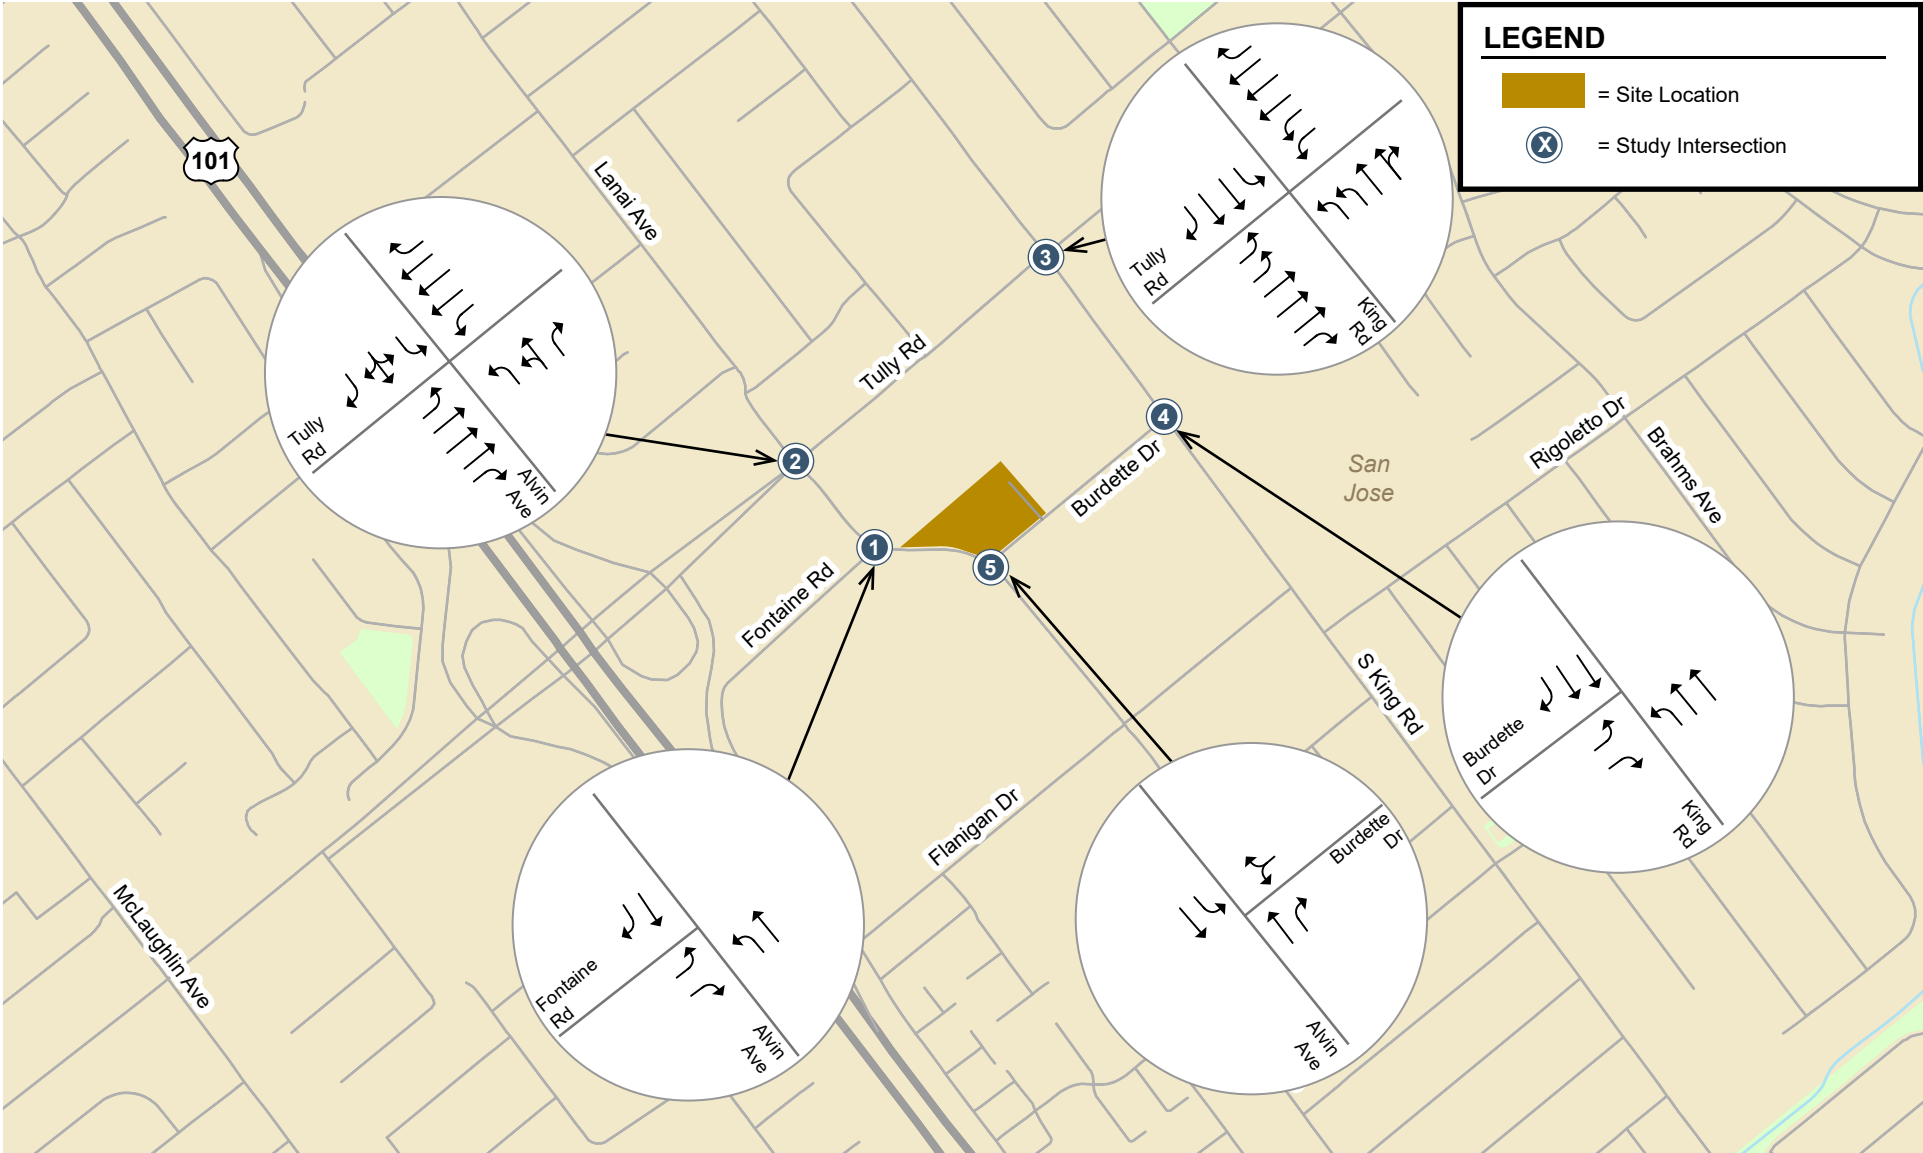 LEGEND
= Site Location
X
= Study Intersection
101
Lanai Ave
3
Tully
Rd
King
Rd
Tully Rd
Tully
Rd
Alvin
Ave
2
4
Burdette Dr
San
Jose
Rigoletto Dr
Brahms Ave
1
5
Fontaine Rd
S King Rd
Burdette
Dr
King
Rd
Flanigan Dr
Burdette
Dr
Alvin
Ave
McLaughlin Ave
Fontaine
Rd
Alvin
Ave